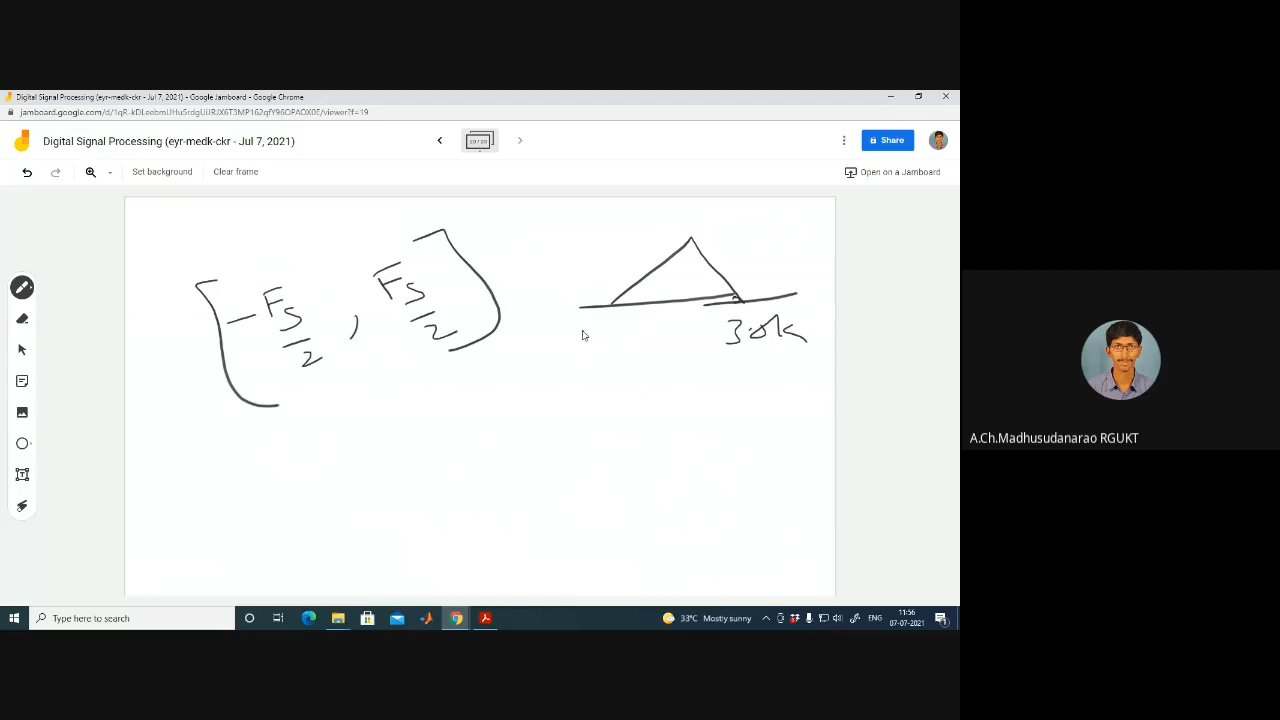 Digital Signal Processing (eyr-medk-ckr - Jul 7, 2021) - Google Jamboard - Google Chrome
Digital Signal Processing (eyr-medk-ckr - Jul 7, 2021)
20 / 20
Share
Set background
Clear frame
Open on a Jamboard
[-Fs/2, Fs/2]
A.Ch.Madhusudanarao RGUKT
Type here to search
33°C Mostly sunny
ENG
11:56
07-07-2021